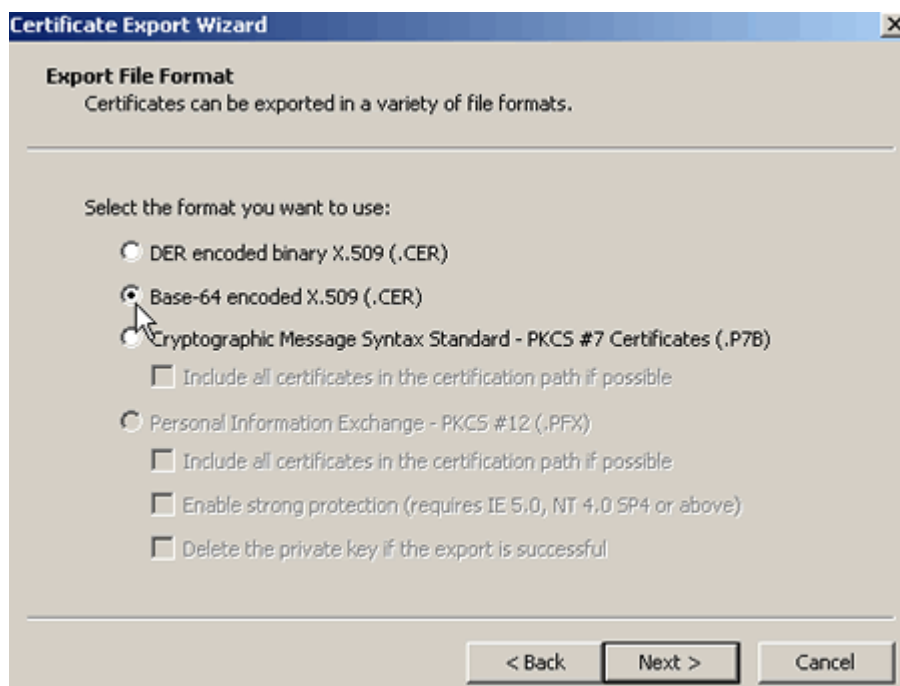 Certificate Export Wizard
Export File Format
Certificates can be exported in a variety of file formats.
Select the format you want to use:
DER encoded binary X.509 (.CER)
Base-64 encoded X.509 (.CER)
Cryptographic Message Syntax Standard - PKCS #7 Certificates (.P7B)
Include all certificates in the certification path if possible
Personal Information Exchange - PKCS #12 (.PFX)
Include all certificates in the certification path if possible
Enable strong protection (requires IE 5.0, NT 4.0 SP4 or above)
Delete the private key if the export is successful
< Back Next > Cancel